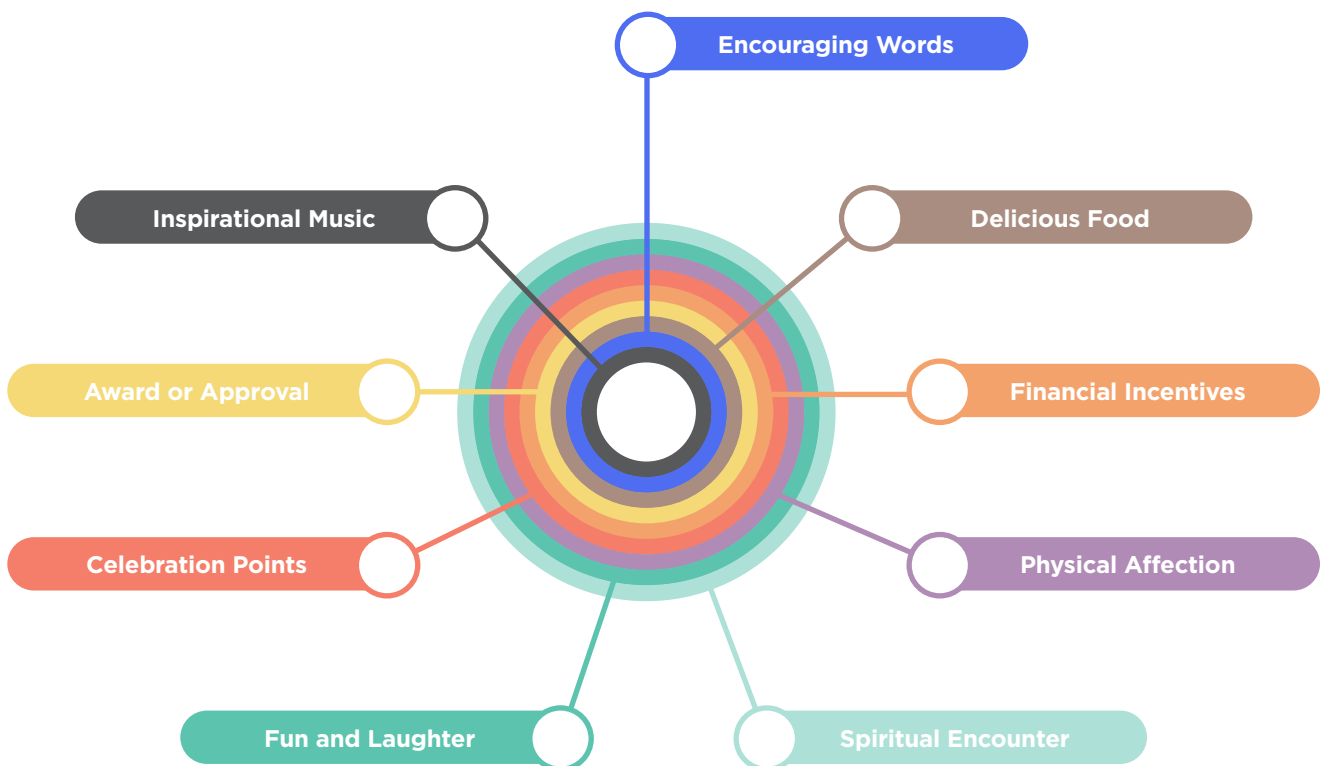 Encouraging Words
Inspirational Music
Delicious Food
Award or Approval
Financial Incentives
Celebration Points
Physical Affection
Fun and Laughter
Spiritual Encounter